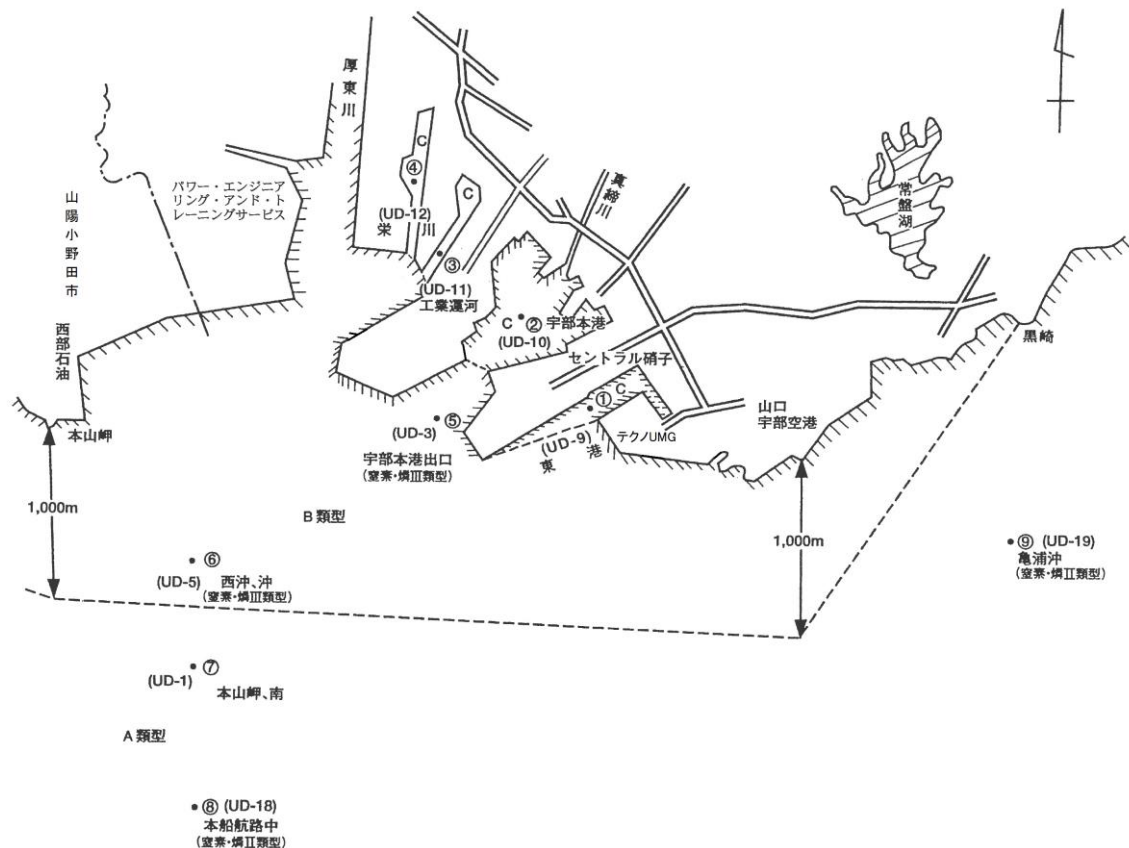 厚東川
山陽小野田市
パワー・エンジニア
リング・アンド・ト
レーニングサービス
C
④
(UD-12)
栄川
C
③
(UD-11)
工業運河
真締川
常盤湖
C
②
宇部本港
(UD-10)
セントラル硝子
西部石油
黒崎
本山岬
①
C
(UD-9)
東港
テクノUMG
山口
宇部空港
⑤
(UD-3)
宇部本港出口
(窒素・燐Ⅲ類型)
1,000m
B類型
1,000m
⑨ (UD-19)
亀浦沖
(窒素・燐Ⅱ類型)
⑥
(UD-5) 西沖、沖
(窒素・燐Ⅲ類型)
⑦
(UD-1)
本山岬、南
A類型
⑧ (UD-18)
本船航路中
(窒素・燐Ⅱ類型)